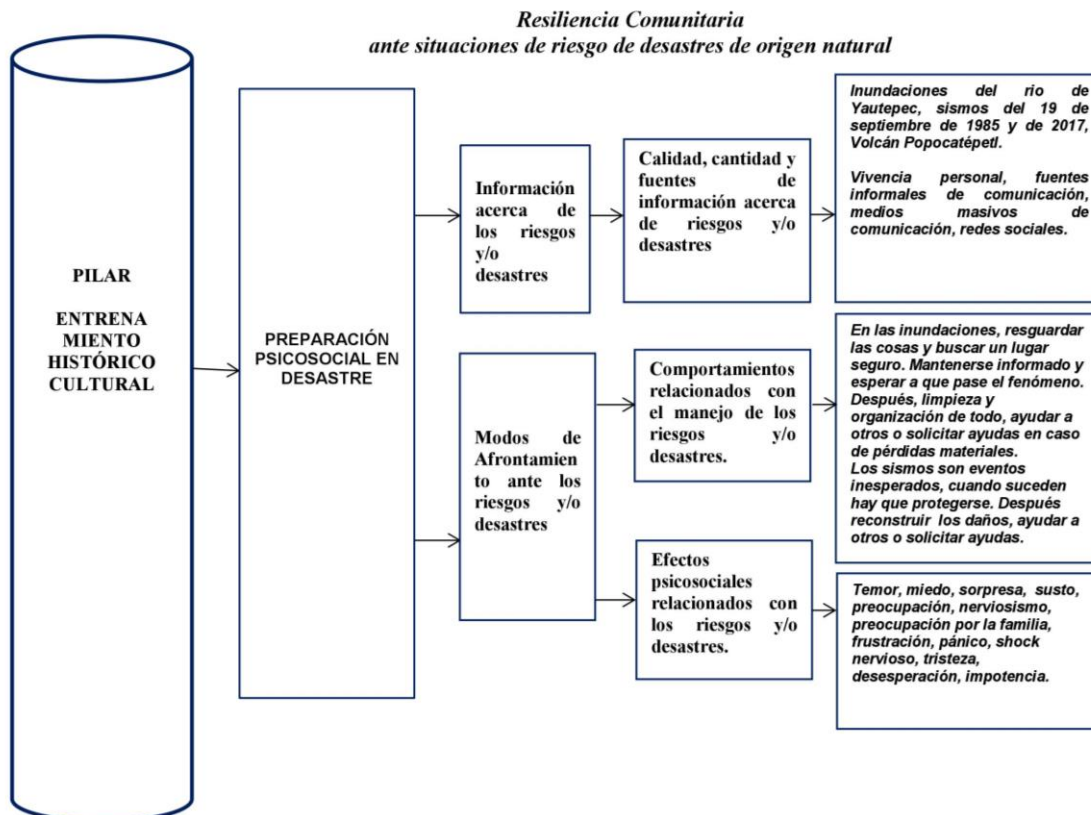 Resiliencia Comunitaria
ante situaciones de riesgo de desastres de origen natural
PILAR
ENTRENA
MIENTO
HISTÓRICO
CULTURAL
PREPARACIÓN
PSICOSOCIAL EN
DESASTRE
Información
acerca de
los riesgos
y/o
desastres
Calidad, cantidad y
fuentes de
información acerca
de riesgos y/o
desastres
Inundaciones del rio de
Yautepec, sismos del 19 de
septiembre de 1985 y de 2017,
Volcán Popocatépetl.
Vivencia personal, fuentes
informales de comunicación,
medios masivos de
comunicación, redes sociales.
Modos de
Afrontamien
to ante los
riesgos y/o
desastres
Comportamientos
relacionados con
el manejo de los
riesgos y/o
desastres.
En las inundaciones, resguardar
las cosas y buscar un lugar
seguro. Mantenerse informado y
esperar a que pase el fenómeno.
Después, limpieza y
organización de todo, ayudar a
otros o solicitar ayudas en caso
de pérdidas materiales.
Los sismos son eventos
inesperados, cuando suceden
hay que protegerse. Después
reconstruir los daños, ayudar a
otros o solicitar ayudas.
Efectos
psicosociales
relacionados con
los riesgos y/o
desastres.
Temor, miedo, sorpresa, susto,
preocupación, nerviosismo,
preocupación por la familia,
frustración, pánico, shock
nervioso, tristeza,
desesperación, impotencia.